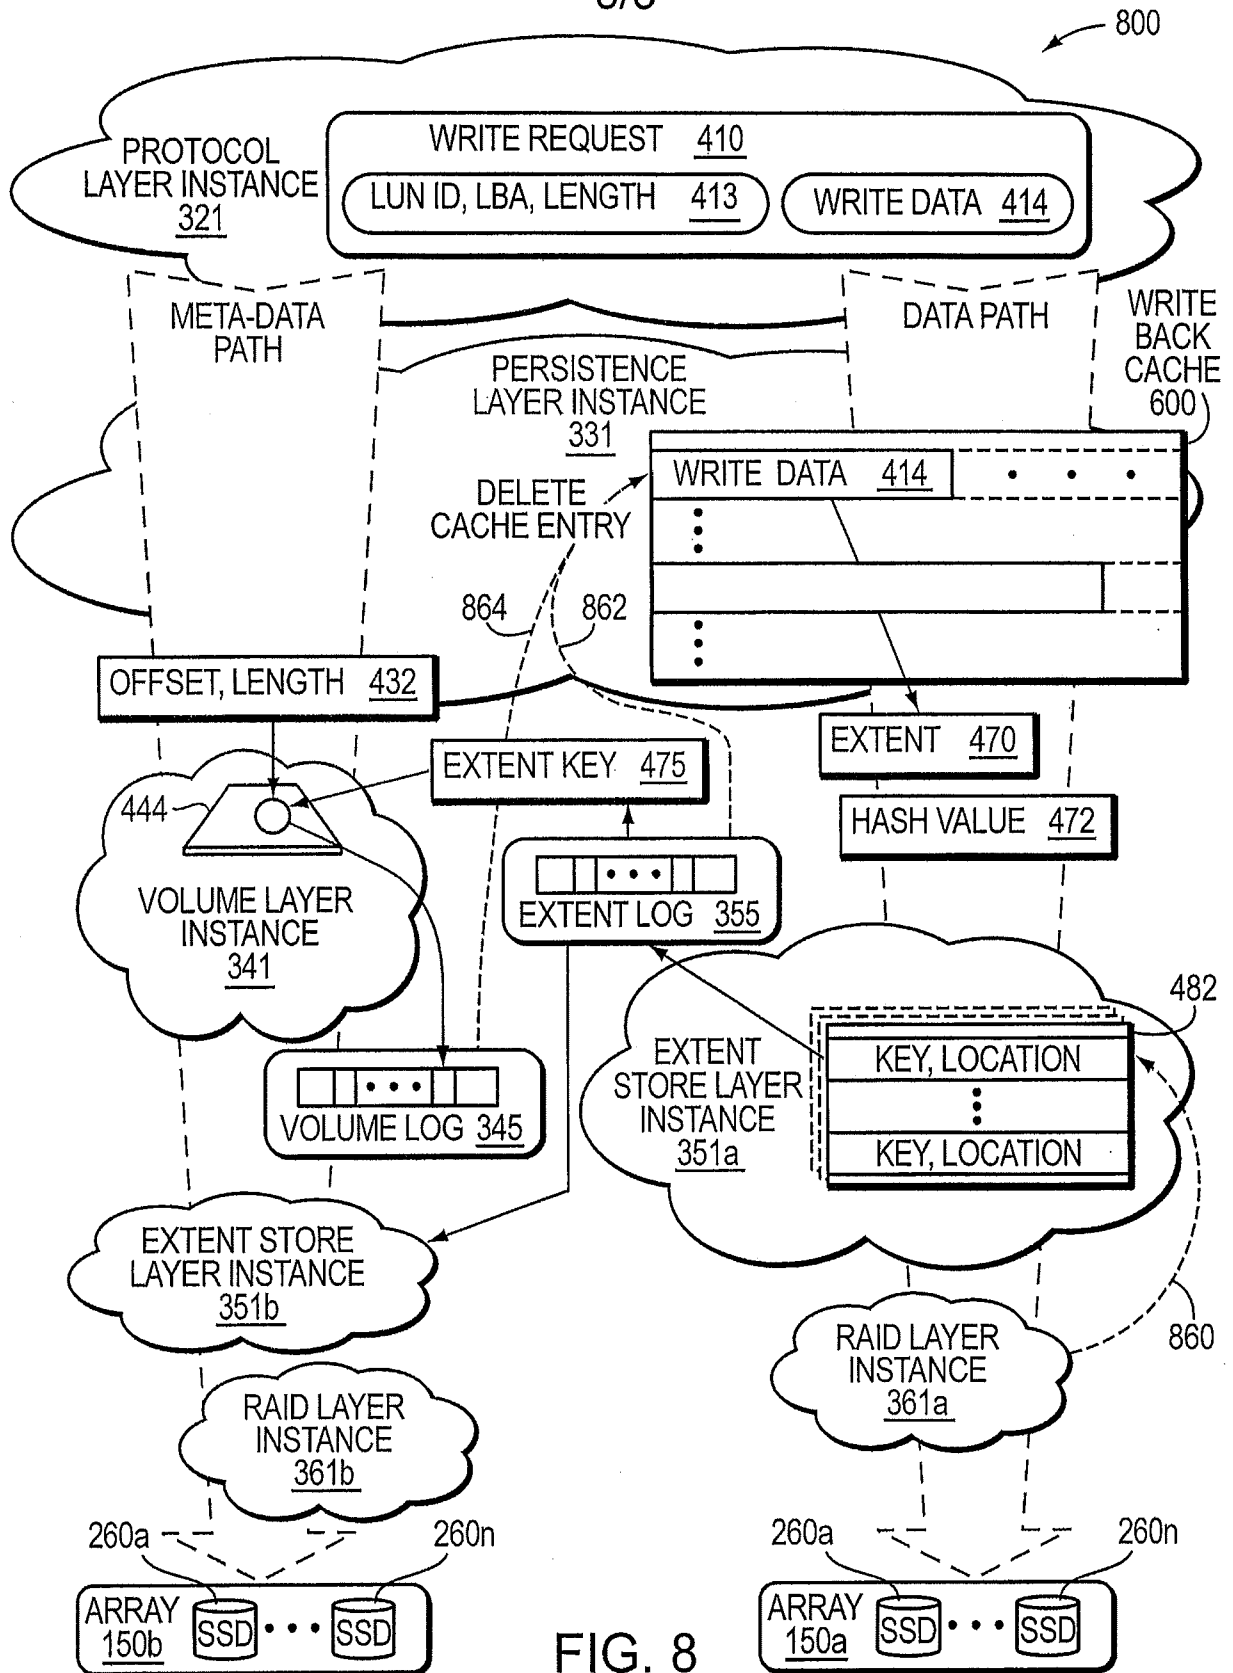 800
WRITE REQUEST 410
PROTOCOL
LAYER INSTANCE
321
LUN ID, LBA, LENGTH 413
WRITE DATA 414
META-DATA
PATH
DATA PATH
WRITE
BACK
CACHE
600
PERSISTENCE
LAYER INSTANCE
331
WRITE DATA 414
DELETE
CACHE ENTRY
864
862
OFFSET, LENGTH 432
EXTENT 470
EXTENT KEY 475
444
HASH VALUE 472
EXTENT LOG 355
VOLUME LAYER
INSTANCE
341
482
EXTENT
STORE LAYER
INSTANCE
351a
KEY, LOCATION
KEY, LOCATION
VOLUME LOG 345
EXTENT STORE
LAYER INSTANCE
351b
860
RAID LAYER
INSTANCE
361a
RAID LAYER
INSTANCE
361b
260a
260n
260a
260n
ARRAY
150b
SSD
SSD
ARRAY
150a
SSD
SSD
FIG. 8